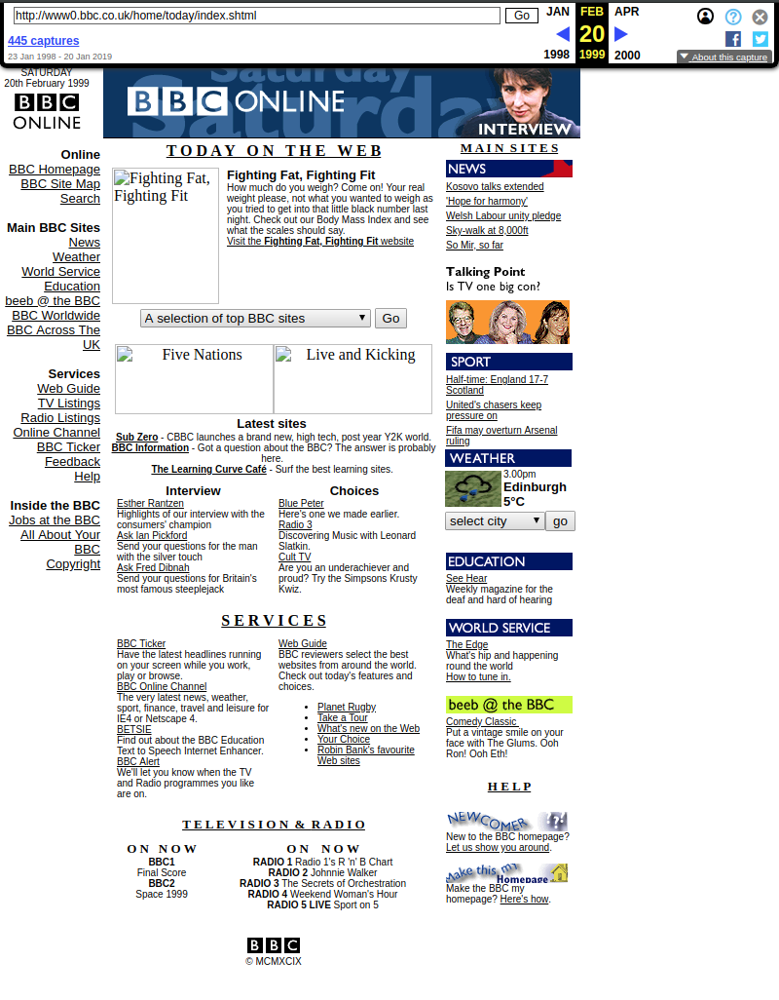 http://www0.bbc.co.uk/home/today/index.shtml
Go
JAN
FEB
APR
445 captures
20
23 Jan 1998 - 20 Jan 2019
1998
1999
2000
About this capture
SATURDAY
20th February 1999
BBC
ONLINE
Saturday
Saturday
BBC ONLINE
INTERVIEW
Online
BBC Homepage
BBC Site Map
Search
Main BBC Sites
News
Weather
World Service
Education
beeb @ the BBC
BBC Worldwide
BBC Across The
UK
Services
Web Guide
TV Listings
Radio Listings
Online Channel
BBC Ticker
Feedback
Help
Inside the BBC
Jobs at the BBC
All About Your
BBC
Copyright
TODAY ON THE WEB
Fighting Fat,
Fighting Fit
Fighting Fat, Fighting Fit
How much do you weigh? Come on! Your real
weight please, not what you wanted to weigh as
you tried to get into that little black number last
night. Check out our Body Mass Index and see
what the scales should say.
Visit the Fighting Fat, Fighting Fit website
A selection of top BBC sites
Go
Five Nations
Live and Kicking
Latest sites
Sub Zero - CBBC launches a brand new, high tech, post year Y2K world.
BBC Information - Got a question about the BBC? The answer is probably
here.
The Learning Curve Café - Surf the best learning sites.
Interview
Esther Rantzen
Highlights of our interview with the
consumers' champion
Ask Ian Pickford
Send your questions for the man
with the silver touch
Ask Fred Dibnah
Send your questions for Britain's
most famous steeplejack
Choices
Blue Peter
Here's one we made earlier.
Radio 3
Discovering Music with Leonard
Slatkin.
Cult TV
Are you an underachiever and
proud? Try the Simpsons Krusty
Kwiz.
SERVICES
BBC Ticker
Have the latest headlines running
on your screen while you work,
play or browse.
BBC Online Channel
The very latest news, weather,
sport, finance, travel and leisure for
IE4 or Netscape 4.
BETSIE
Find out about the BBC Education
Text to Speech Internet Enhancer.
BBC Alert
We'll let you know when the TV
and Radio programmes you like
are on.
Web Guide
BBC reviewers select the best
websites from around the world.
Check out today's features and
choices.
Planet Rugby
Take a Tour
What's new on the Web
Your Choice
Robin Bank's favourite
Web sites
TELEVISION & RADIO
ON NOW
BBC1
Final Score
BBC2
Space 1999
ON NOW
RADIO 1 Radio 1's R 'n' B Chart
RADIO 2 Johnnie Walker
RADIO 3 The Secrets of Orchestration
RADIO 4 Weekend Woman's Hour
RADIO 5 LIVE Sport on 5
BBC
© MCMXCIX
MAIN SITES
NEWS
Kosovo talks extended
'Hope for harmony'
Welsh Labour unity pledge
Sky-walk at 8,000ft
So Mir, so far
Talking Point
Is TV one big con?
SPORT
Half-time: England 17-7
Scotland
United's chasers keep
pressure on
Fifa may overturn Arsenal
ruling
WEATHER
3.00pm
Edinburgh
5°C
select city
go
EDUCATION
See Hear
Weekly magazine for the
deaf and hard of hearing
WORLD SERVICE
The Edge
What's hip and happening
round the world
How to tune in.
beeb @ the BBC
Comedy Classic
Put a vintage smile on your
face with The Glums. Ooh
Ron! Ooh Eth!
HELP
NEWCOMER ??
New to the BBC homepage?
Let us show you around.
Make this my
Homepage
Make the BBC my
homepage? Here's how.